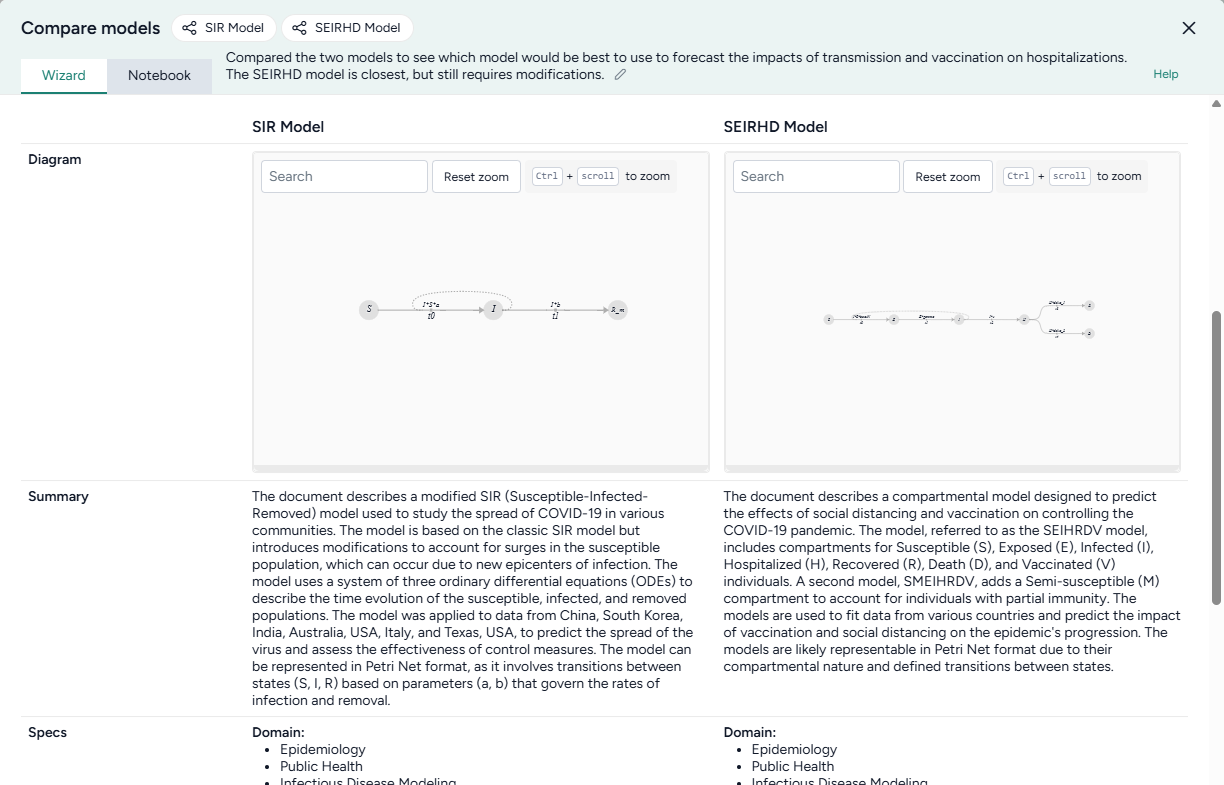 Compare models
SIR Model
SEIRHD Model
Wizard
Notebook
Compared the two models to see which model would be best to use to forecast the impacts of transmission and vaccination on hospitalizations.
The SEIRHD model is closest, but still requires modifications.
Help
SIR Model
SEIRHD Model
Diagram
Search
Reset zoom
Ctrl + scroll to zoom
Search
Reset zoom
Ctrl + scroll to zoom
S
I*S*a
t0
I
I*b
t1
R_m
Summary
The document describes a modified SIR (Susceptible-Infected-
Removed) model used to study the spread of COVID-19 in various
communities. The model is based on the classic SIR model but
introduces modifications to account for surges in the susceptible
population, which can occur due to new epicenters of infection. The
model uses a system of three ordinary differential equations (ODEs) to
describe the time evolution of the susceptible, infected, and removed
populations. The model was applied to data from China, South Korea,
India, Australia, USA, Italy, and Texas, USA, to predict the spread of the
virus and assess the effectiveness of control measures. The model can
be represented in Petri Net format, as it involves transitions between
states (S, I, R) based on parameters (a, b) that govern the rates of
infection and removal.
The document describes a compartmental model designed to predict
the effects of social distancing and vaccination on controlling the
COVID-19 pandemic. The model, referred to as the SEIHRDV model,
includes compartments for Susceptible (S), Exposed (E), Infected (I),
Hospitalized (H), Recovered (R), Death (D), and Vaccinated (V)
individuals. A second model, SMEIHRDV, adds a Semi-susceptible (M)
compartment to account for individuals with partial immunity. The
models are used to fit data from various countries and predict the impact
of vaccination and social distancing on the epidemic's progression. The
models are likely representable in Petri Net format due to their
compartmental nature and defined transitions between states.
Specs
Domain:
Epidemiology
Public Health
Infectious Disease Modeling
Domain:
Epidemiology
Public Health
Infectious Disease Modeling